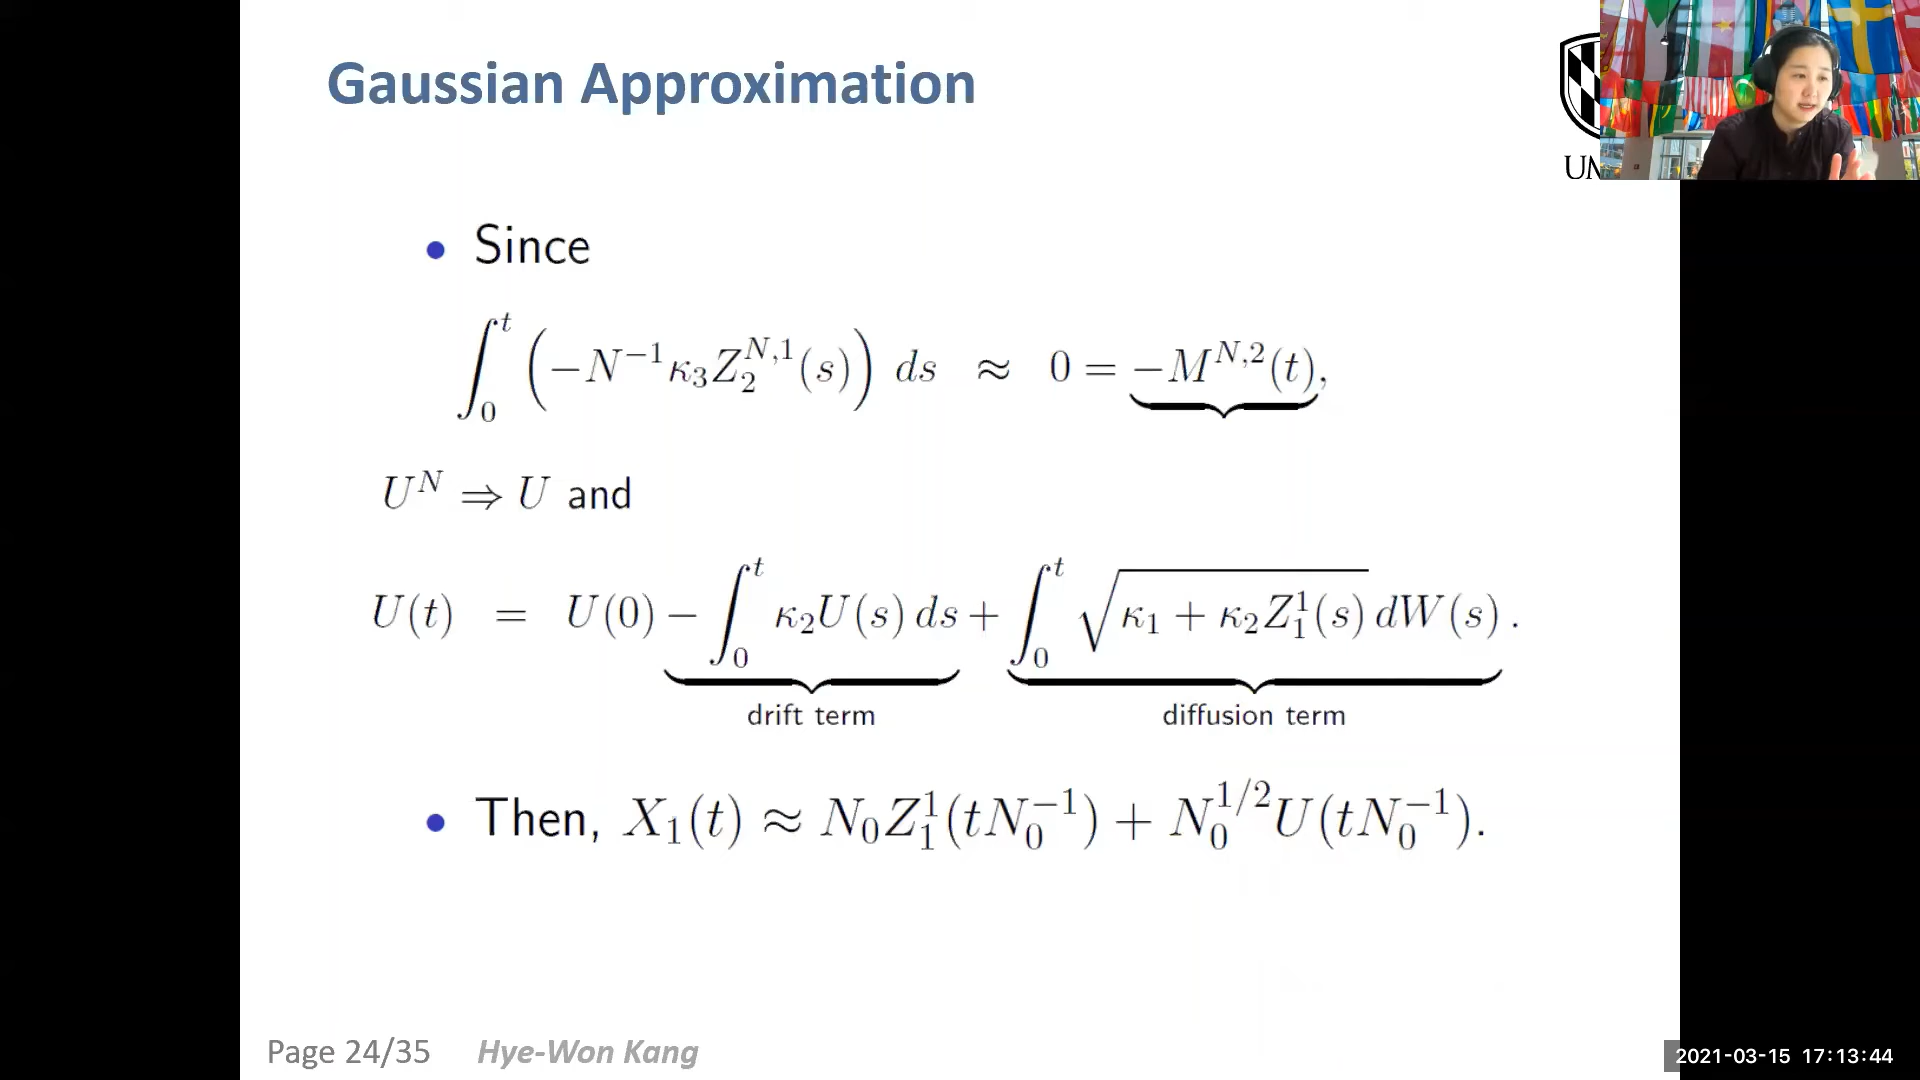 Gaussian Approximation
UM
• Since
∫₀ᵗ (−N⁻¹κ₃Z₂^{N,1}(s)) ds ≈ 0 = −M^{N,2}(t),
U^N ⇒ U and
U(t) = U(0) − ∫₀ᵗ κ₂U(s) ds + ∫₀ᵗ √(κ₁ + κ₂Z₁¹(s)) dW(s).
drift term diffusion term
• Then, X₁(t) ≈ N₀Z₁¹(tN₀⁻¹) + N₀^{1/2}U(tN₀⁻¹).
Page 24/35 Hye-Won Kang
2021-03-15 17:13:44